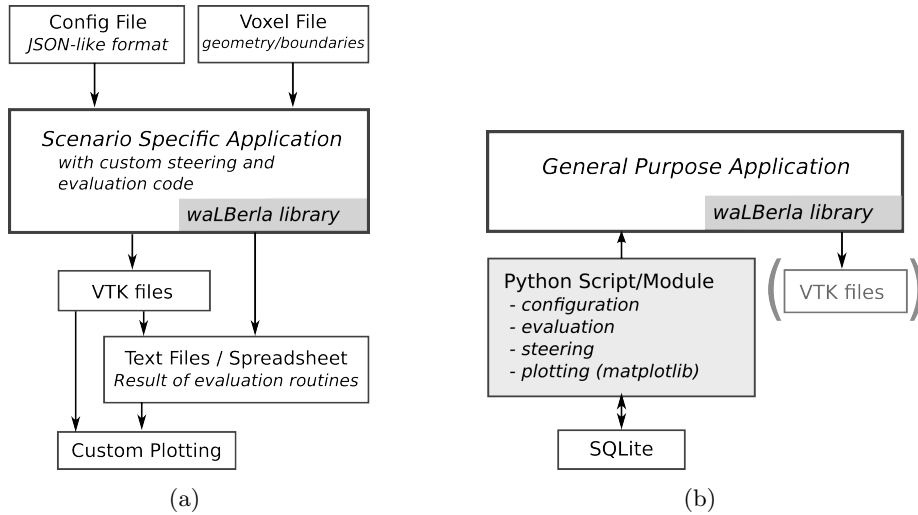 Config File
JSON-like format
Voxel File
geometry/boundaries
Scenario Specific Application
with custom steering and
evaluation code
waLBerla library
VTK files
Text Files / Spreadsheet
Result of evaluation routines
Custom Plotting
(a)
General Purpose Application
waLBerla library
Python Script/Module
- configuration
- evaluation
- steering
- plotting (matplotlib)
( VTK files )
SQLite
(b)